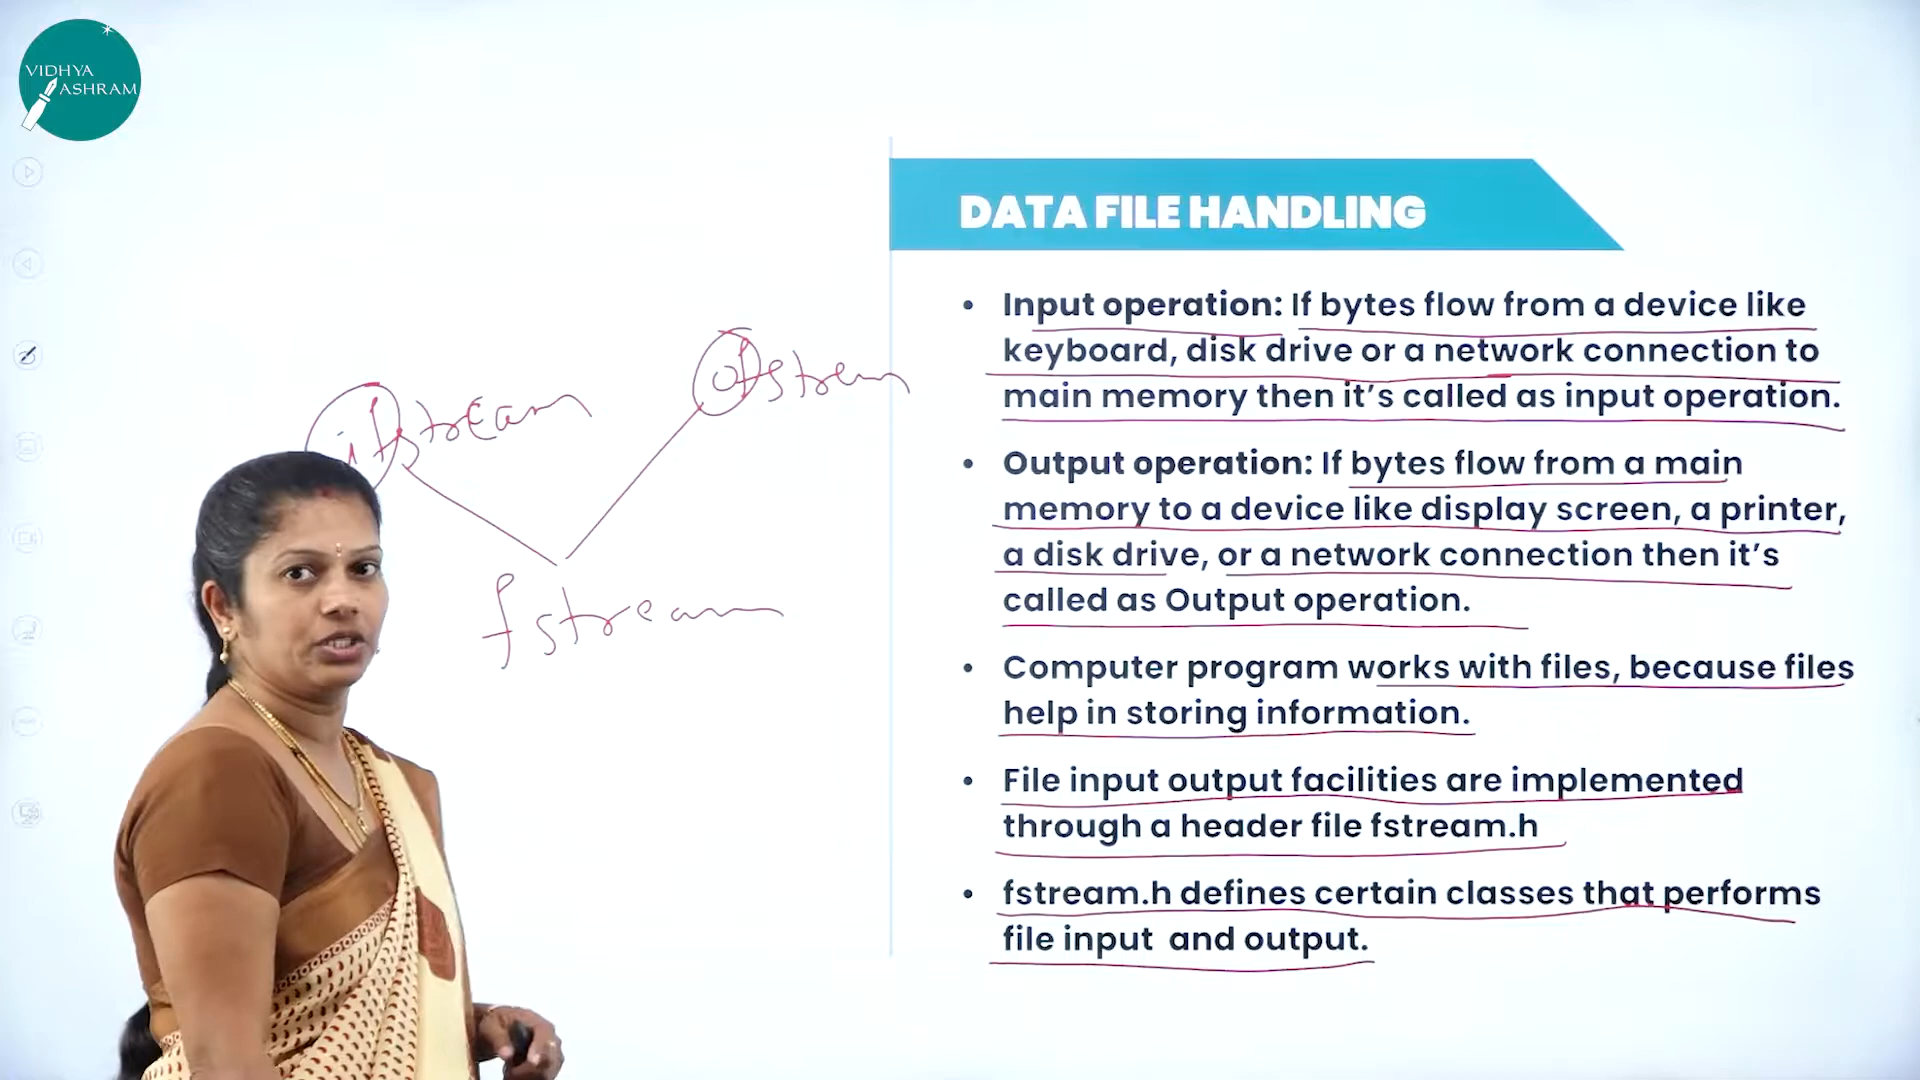 VIDHYA
ASHRAM
ifstream
ofstream
fstream
DATA FILE HANDLING
• Input operation: If bytes flow from a device like
keyboard, disk drive or a network connection to
main memory then it’s called as input operation.
• Output operation: If bytes flow from a main
memory to a device like display screen, a printer,
a disk drive, or a network connection then it’s
called as Output operation.
• Computer program works with files, because files
help in storing information.
• File input output facilities are implemented
through a header file fstream.h
• fstream.h defines certain classes that performs
file input and output.